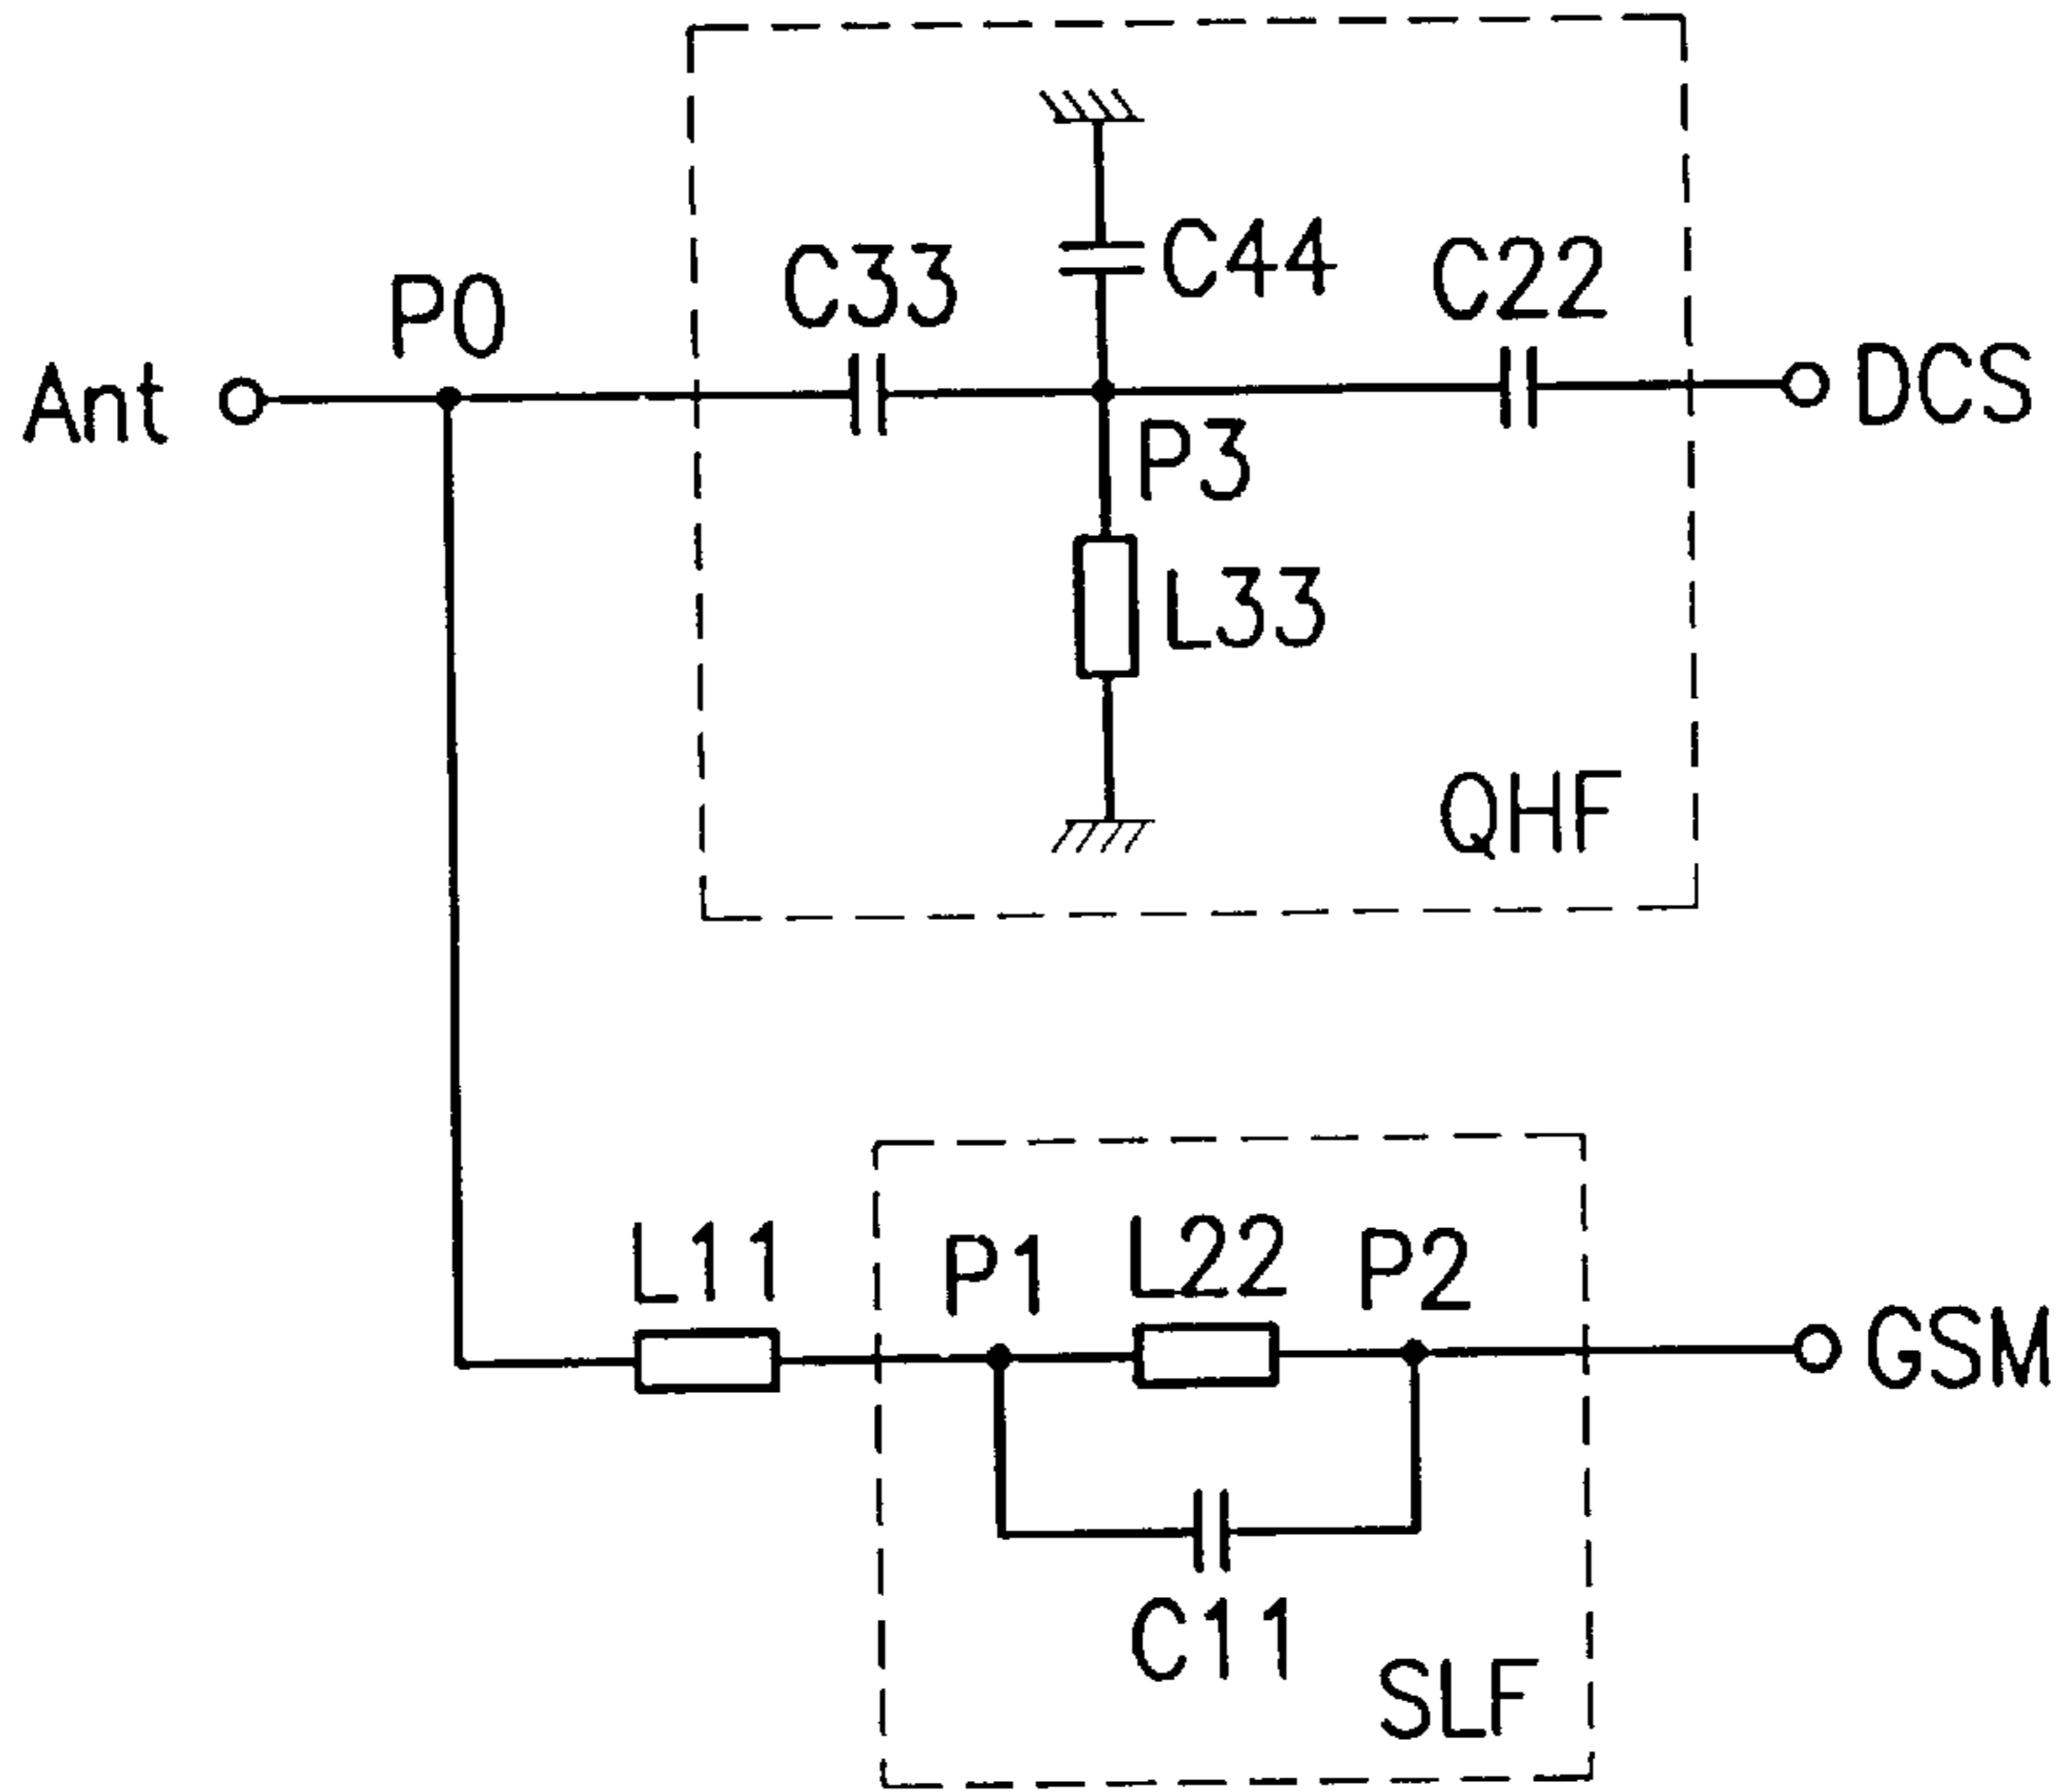 C44
C33
C22
P0
Ant
DCS
P3
L33
QHF
L11
P1
L22
P2
GSM
C11
SLF